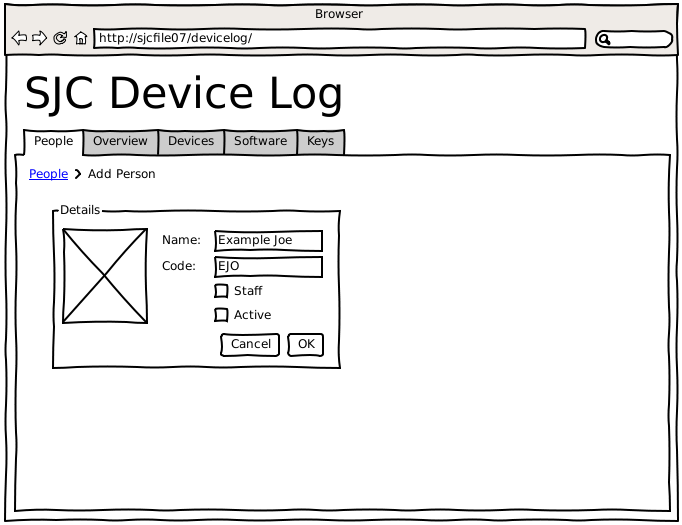 Browser
http://sjcfile07/devicelog/
SJC Device Log
People Overview Devices Software Keys
People Add Person
Details
Name: Example Joe
Code: EJO
Staff
Active
Cancel OK